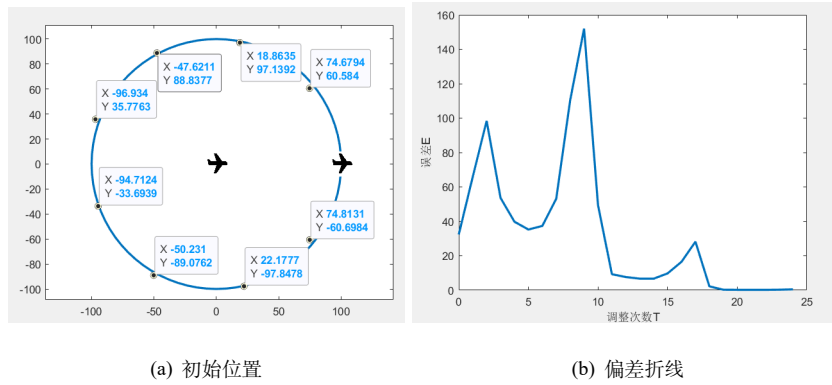 100
80
60
40
20
0
-20
-40
-60
-80
-100
-100
-50
0
50
100
X -47.6211
Y 88.8377
X 18.8635
Y 97.1392
X 74.6794
Y 60.584
X -96.934
Y 35.7763
X -94.7124
Y -33.6939
X 74.8131
Y -60.6984
X -50.231
Y -89.0762
X 22.1777
Y -97.8478
160
140
120
100
80
60
40
20
0
误差E
0
5
10
15
20
25
调整次数T
(a) 初始位置
(b) 偏差折线